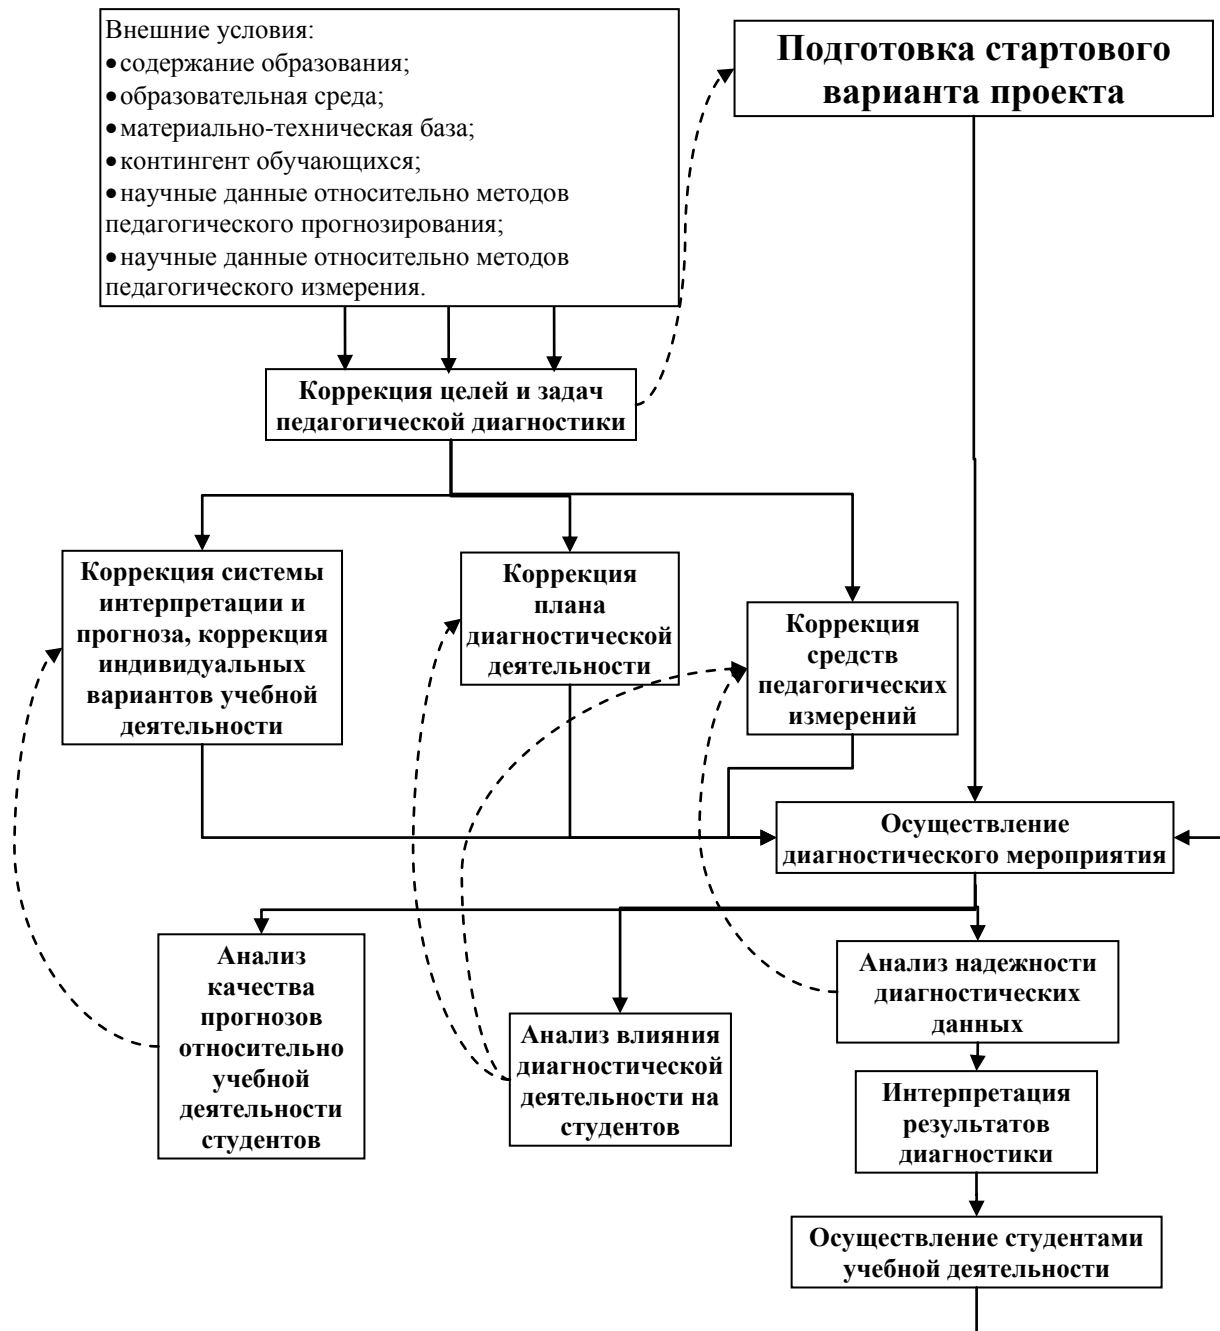 Внешние условия:
•содержание образования;
•образовательная среда;
•материально-техническая база;
•контингент обучающихся;
•научные данные относительно методов
педагогического прогнозирования;
•научные данные относительно методов
педагогического измерения.
Подготовка стартового
варианта проекта
Коррекция целей и задач
педагогической диагностики
Коррекция системы
интерпретации и
прогноза, коррекция
индивидуальных
вариантов учебной
деятельности
Коррекция
плана
диагностической
деятельности
Коррекция
средств
педагогических
измерений
Осуществление
диагностического мероприятия
Анализ
качества
прогнозов
относительно
учебной
деятельности
студентов
Анализ влияния
диагностической
деятельности на
студентов
Анализ надежности
диагностических
данных
Интерпретация
результатов
диагностики
Осуществление студентами
учебной деятельности